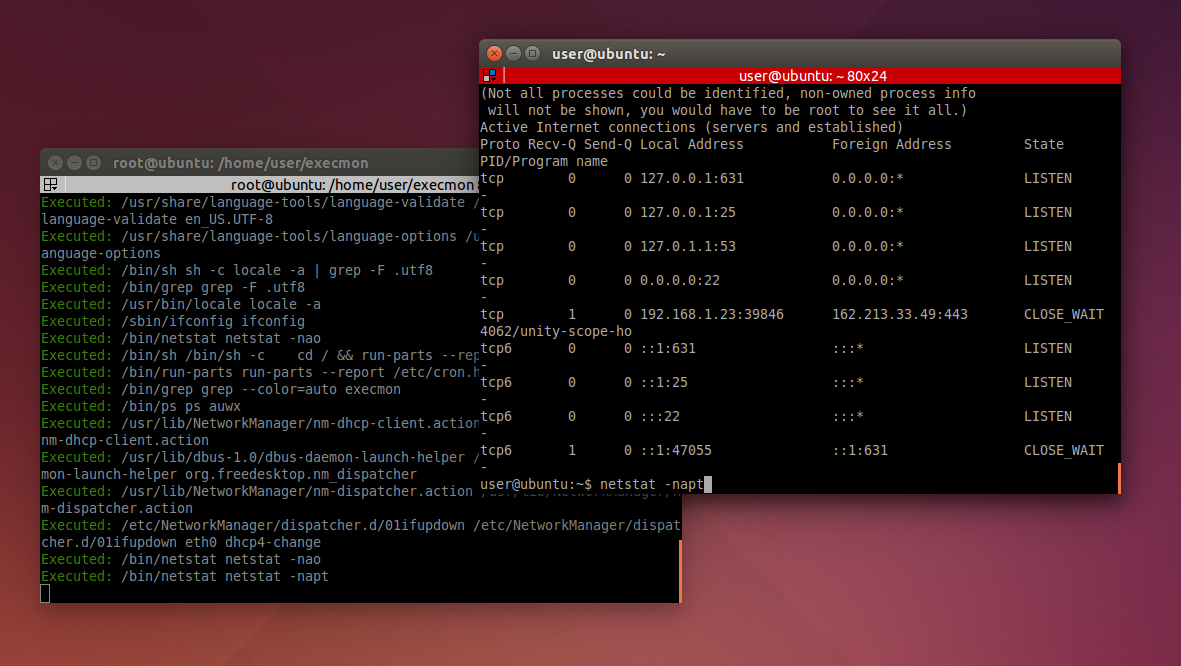 user@ubuntu: ~
user@ubuntu: ~ 80x24
(Not all processes could be identified, non-owned process info
will not be shown, you would have to be root to see it all.)
Active Internet connections (servers and established)
Proto Recv-Q Send-Q Local Address           Foreign Address         State
PID/Program name
tcp        0      0 127.0.0.1:631           0.0.0.0:*               LISTEN
-
tcp        0      0 127.0.0.1:25            0.0.0.0:*               LISTEN
-
tcp        0      0 127.0.1.1:53            0.0.0.0:*               LISTEN
-
tcp        0      0 0.0.0.0:22              0.0.0.0:*               LISTEN
-
tcp        1      0 192.168.1.23:39846      162.213.33.49:443       CLOSE_WAIT
4062/unity-scope-ho
tcp6       0      0 ::1:631                 :::*                    LISTEN
-
tcp6       0      0 ::1:25                  :::*                    LISTEN
-
tcp6       0      0 :::22                   :::*                    LISTEN
-
tcp6       1      0 ::1:47055               ::1:631                 CLOSE_WAIT
-
user@ubuntu:~$ netstat -napt
root@ubuntu: /home/user/execmon
root@ubuntu: /home/user/execmon
Executed: /usr/share/language-tools/language-validate /
language-validate en_US.UTF-8
Executed: /usr/share/language-tools/language-options /u
anguage-options
Executed: /bin/sh sh -c locale -a | grep -F .utf8
Executed: /bin/grep grep -F .utf8
Executed: /usr/bin/locale locale -a
Executed: /sbin/ifconfig ifconfig
Executed: /bin/netstat netstat -nao
Executed: /bin/sh /bin/sh -c    cd / && run-parts --rep
Executed: /bin/run-parts run-parts --report /etc/cron.h
Executed: /bin/grep grep --color=auto execmon
Executed: /bin/ps ps auwx
Executed: /usr/lib/NetworkManager/nm-dhcp-client.action
nm-dhcp-client.action
Executed: /usr/lib/dbus-1.0/dbus-daemon-launch-helper /
mon-launch-helper org.freedesktop.nm_dispatcher
Executed: /usr/lib/NetworkManager/nm-dispatcher.action
m-dispatcher.action
Executed: /etc/NetworkManager/dispatcher.d/01ifupdown /etc/NetworkManager/dispat
cher.d/01ifupdown eth0 dhcp4-change
Executed: /bin/netstat netstat -nao
Executed: /bin/netstat netstat -napt